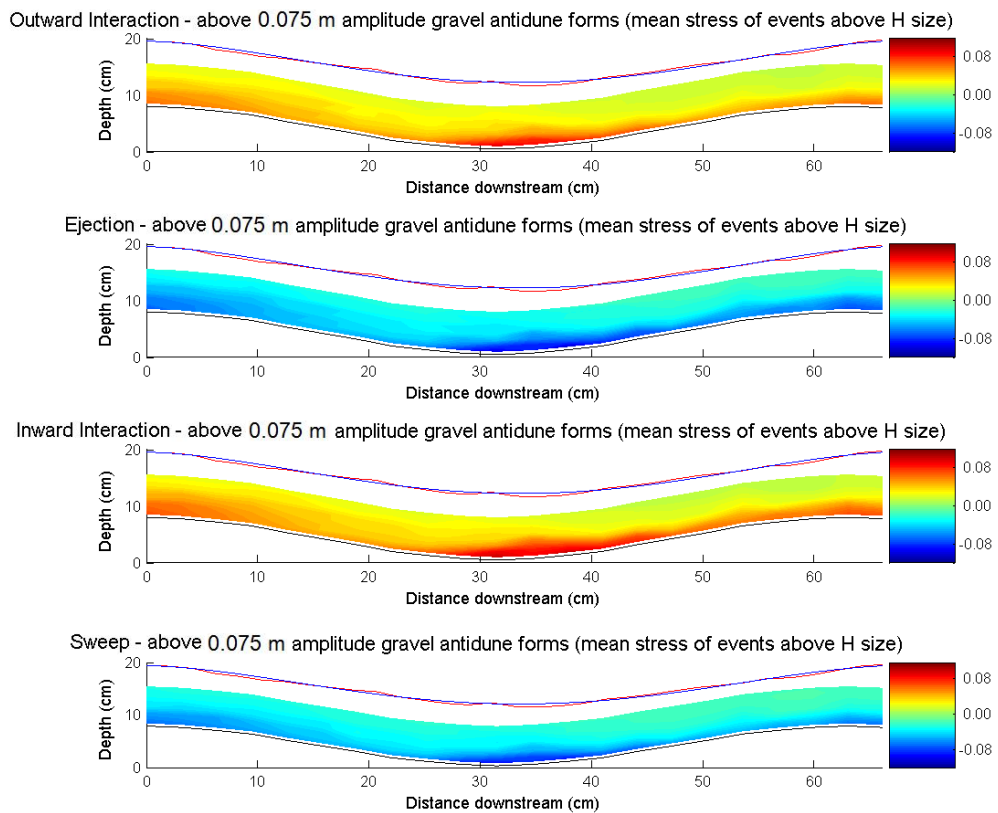 Outward Interaction - above 0.075 m amplitude gravel antidune forms (mean stress of events above H size)
20
10
0
Depth (cm)
0 10 20 30 40 50 60
Distance downstream (cm)
0.08
0.00
-0.08
Ejection - above 0.075 m amplitude gravel antidune forms (mean stress of events above H size)
20
10
0
Depth (cm)
0 10 20 30 40 50 60
Distance downstream (cm)
0.08
0.00
-0.08
Inward Interaction - above 0.075 m amplitude gravel antidune forms (mean stress of events above H size)
20
10
0
Depth (cm)
0 10 20 30 40 50 60
Distance downstream (cm)
0.08
0.00
-0.08
Sweep - above 0.075 m amplitude gravel antidune forms (mean stress of events above H size)
20
10
0
Depth (cm)
0 10 20 30 40 50 60
Distance downstream (cm)
0.08
0.00
-0.08